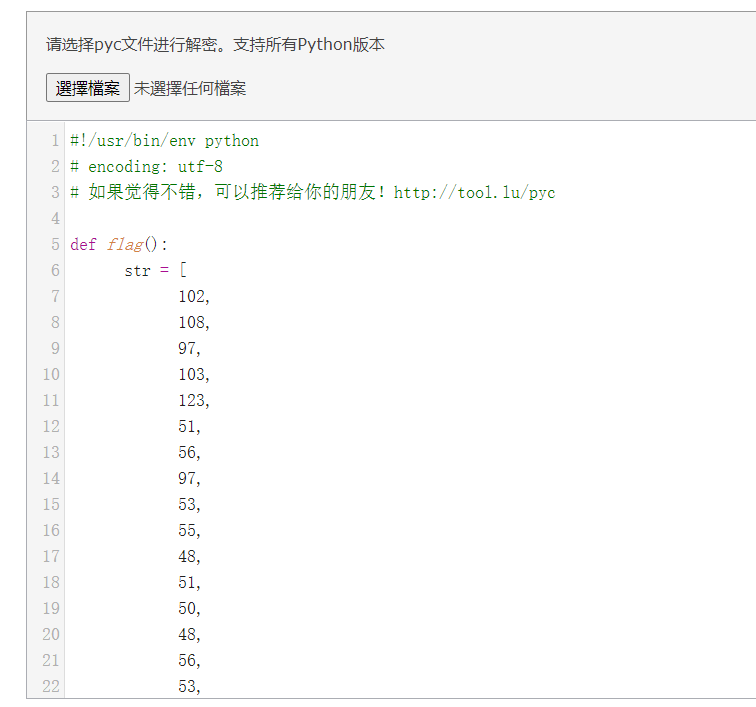 请选择pyc文件进行解密。支持所有Python版本
選擇檔案 未選擇任何檔案
1 #!/usr/bin/env python
2 # encoding: utf-8
3 # 如果觉得不错，可以推荐给你的朋友！http://tool.lu/pyc
4
5 def flag():
6 str = [
7 102,
8 108,
9 97,
10 103,
11 123,
12 51,
13 56,
14 97,
15 53,
16 55,
17 48,
18 51,
19 50,
20 48,
21 56,
22 53,